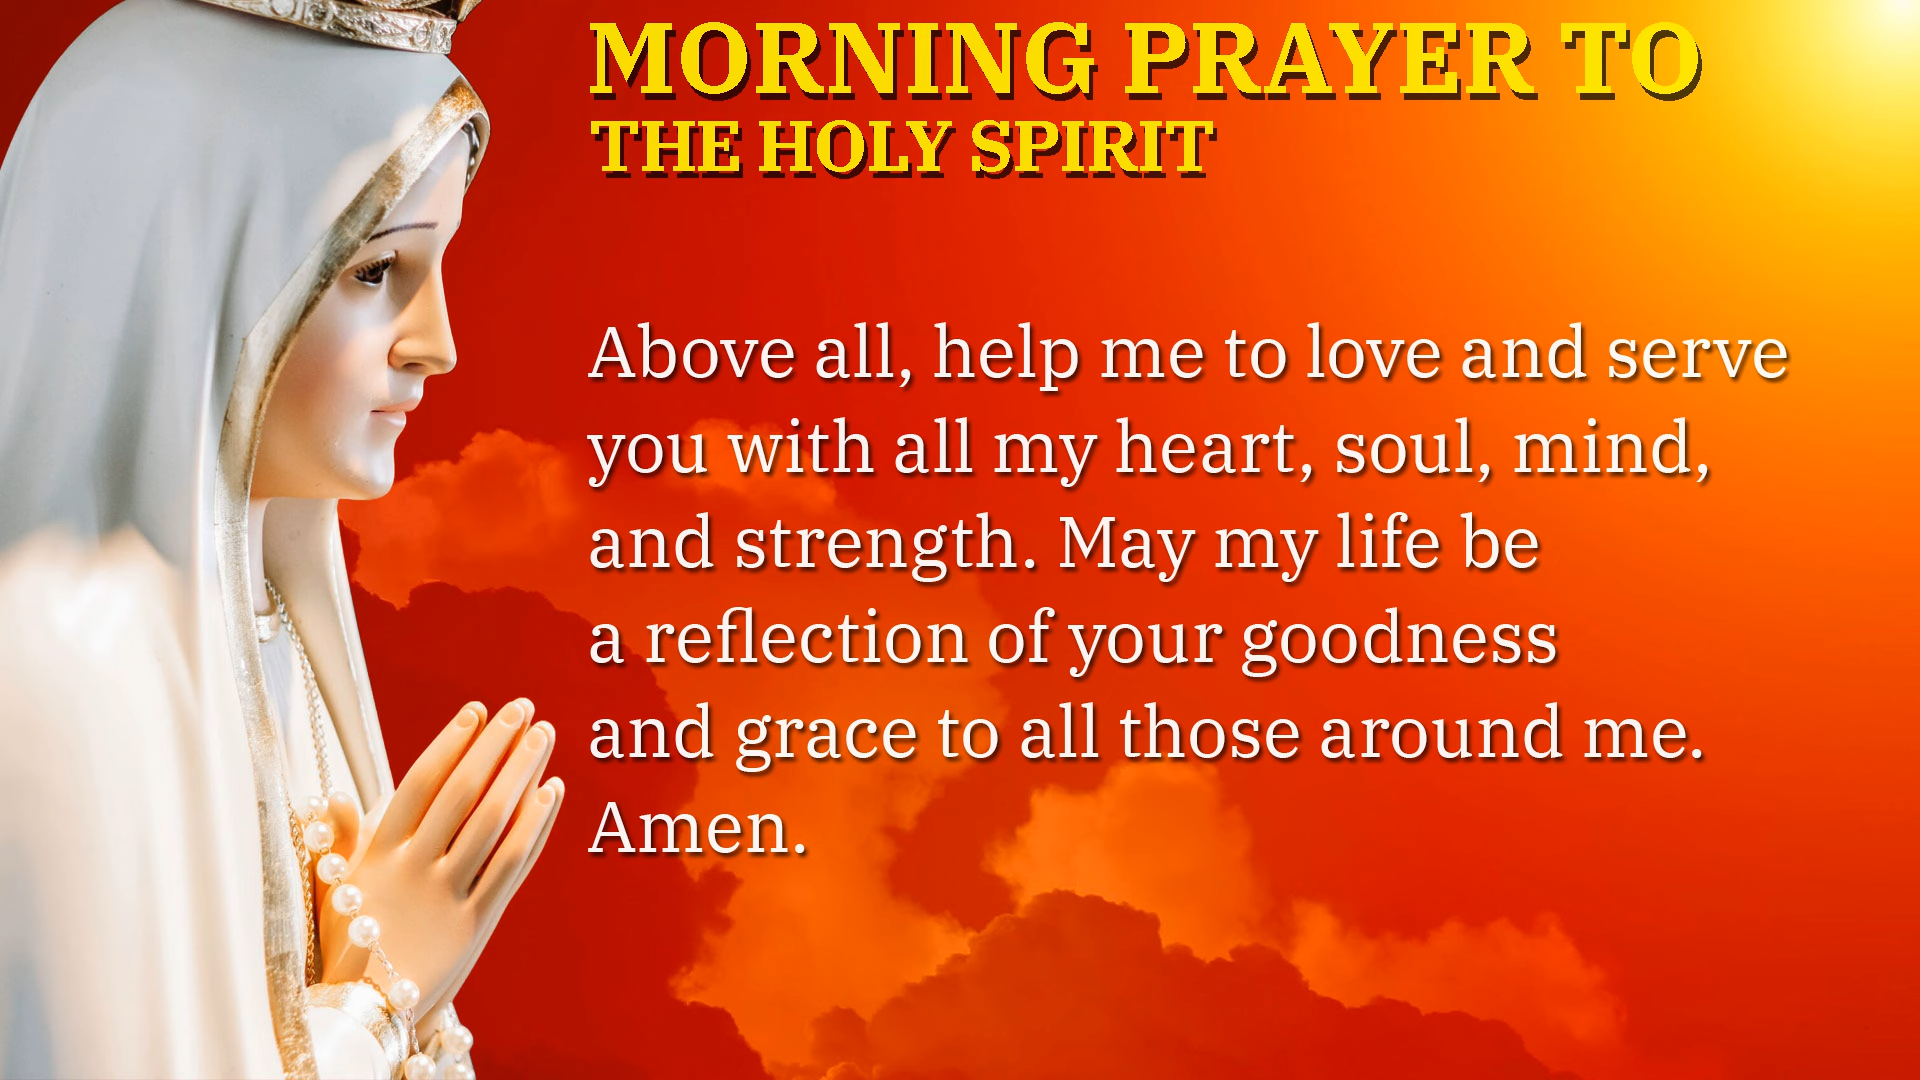 MORNING PRAYER TO
THE HOLY SPIRIT
Above all, help me to love and serve
you with all my heart, soul, mind,
and strength. May my life be
a reflection of your goodness
and grace to all those around me.
Amen.